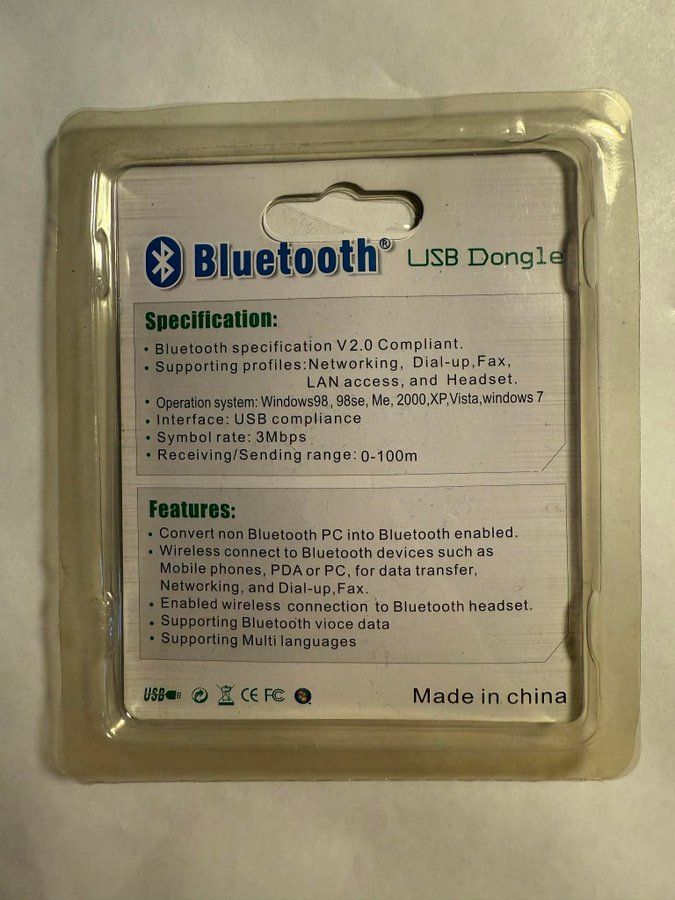 Bluetooth® USB Dongle
Specification:
• Bluetooth specification V2.0 Compliant.
• Supporting profiles:Networking, Dial-up,Fax,
LAN access, and Headset.
• Operation system: Windows98, 98se, Me, 2000,XP,Vista,windows 7
• Interface: USB compliance
• Symbol rate: 3Mbps
• Receiving/Sending range: 0-100m
Features:
• Convert non Bluetooth PC into Bluetooth enabled.
• Wireless connect to Bluetooth devices such as
Mobile phones, PDA or PC, for data transfer,
Networking, and Dial-up,Fax.
• Enabled wireless connection to Bluetooth headset.
• Supporting Bluetooth vioce data
• Supporting Multi languages
USB CE FC Made in china